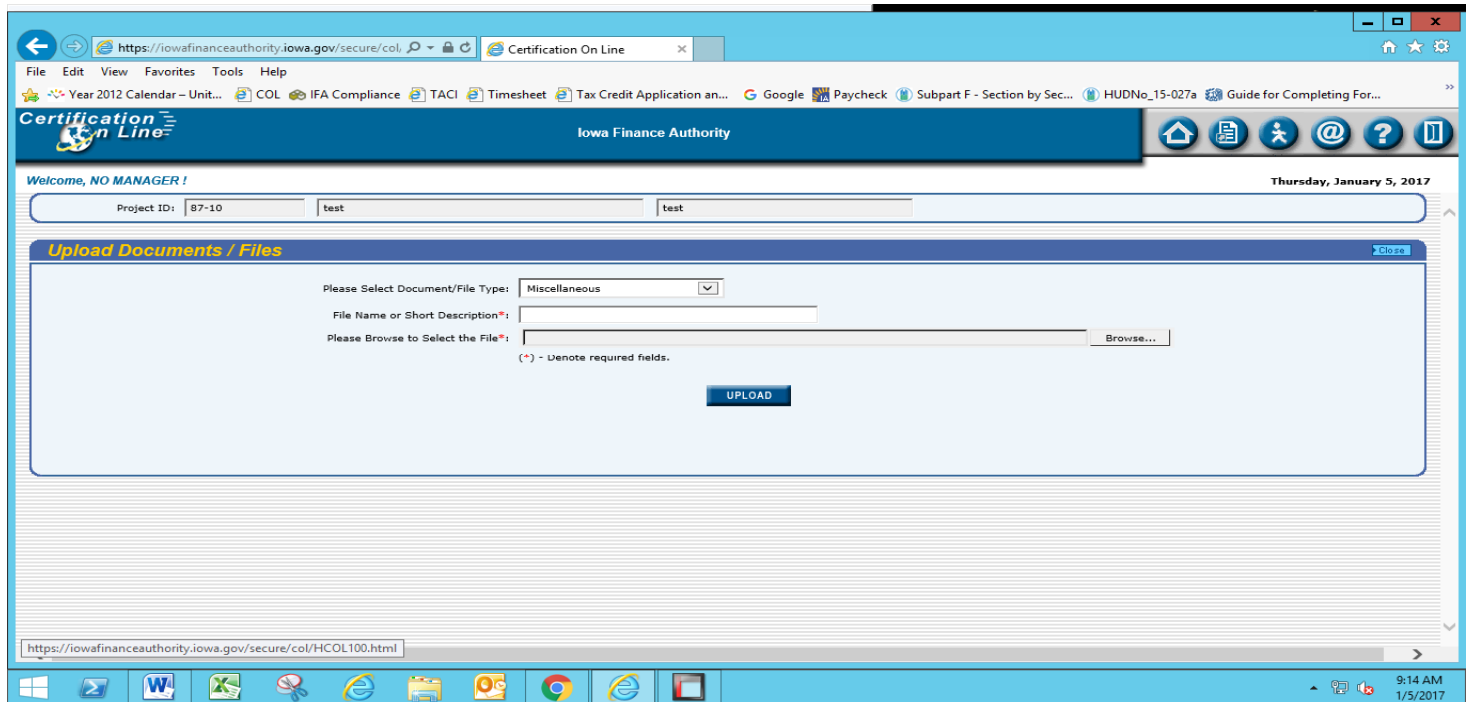 https://iowafinanceauthority.iowa.gov/secure/col, Certification On Line
File Edit View Favorites Tools Help
Year 2012 Calendar – Unit... COL IFA Compliance TACI Timesheet Tax Credit Application an... Google Paycheck Subpart F - Section by Sec... HUDNo_15-027a Guide for Completing For...
Certification
On Line
Iowa Finance Authority
Welcome, NO MANAGER !
Thursday, January 5, 2017
Project ID: 87-10 test test
Upload Documents / Files
Close
Please Select Document/File Type: Miscellaneous
File Name or Short Description*:
Please Browse to Select the File*: Browse...
(*) - Denote required fields.
UPLOAD
https://iowafinanceauthority.iowa.gov/secure/col/HCOL100.html
9:14 AM
1/5/2017